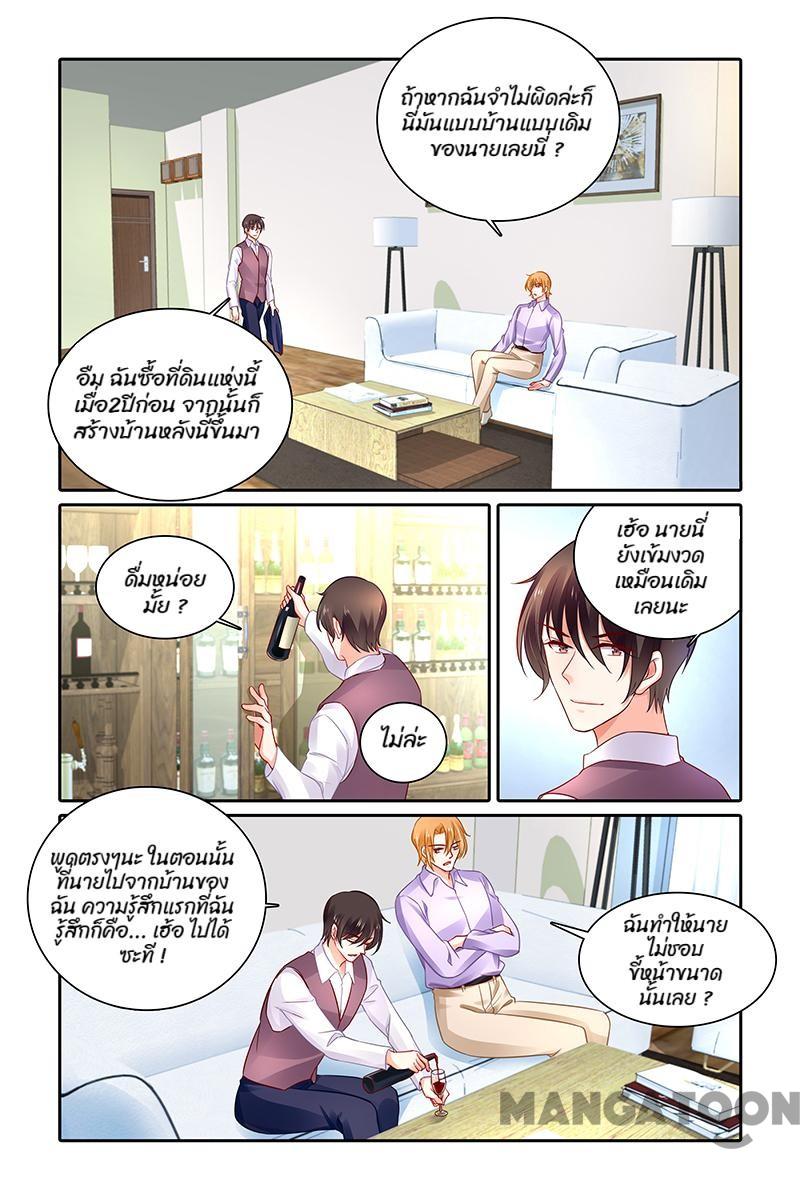 ถ้าหากฉันจำไม่ผิดล่ะก็
นี่มันแบบบ้านแบบเดิม
ของนายเลยนี่ ?
อืม ฉันซื้อที่ดินแห่งนี้
เมื่อ2ปีก่อน จากนั้นก็
สร้างบ้านหลังนี้ขึ้นมา
ดื่มหน่อย
มั้ย ?
ไม่ล่ะ
เฮ้อ นายนี่
ยังเข้มงวด
เหมือนเดิม
เลยนะ
พูดตรงๆนะ ในตอนนั้น
ที่นายไปจากบ้านของ
ฉัน ความรู้สึกแรกที่ฉัน
รู้สึกก็คือ... เฮ้อ ไปได้
ซะที !
ฉันทำให้นาย
ไม่ชอบ
ขี้หน้าขนาด
นั้นเลย ?
MANGATOON